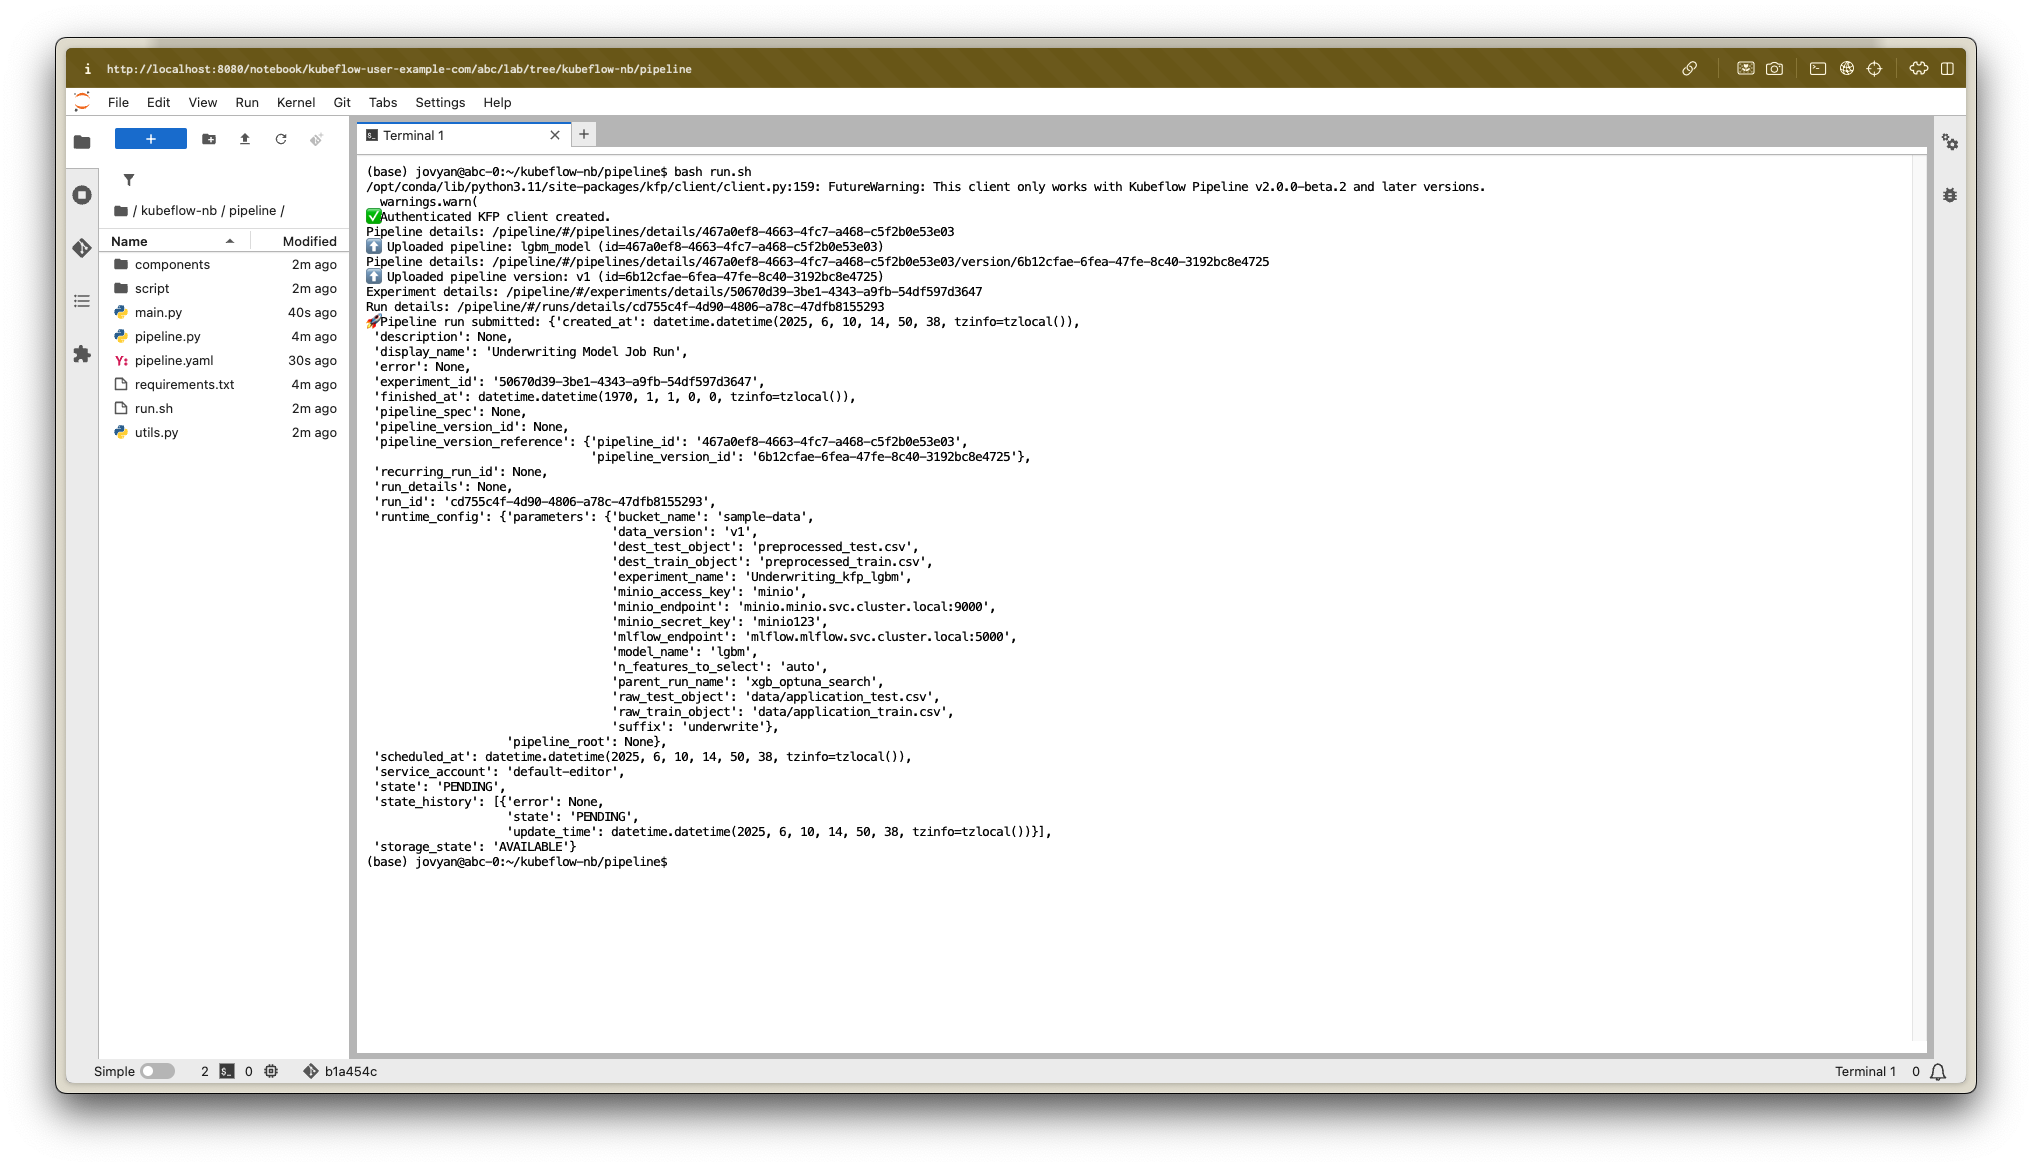 http://localhost:8080/notebook/kubeflow-user-example-com/abc/lab/tree/kubeflow-nb/pipeline
File Edit View Run Kernel Git Tabs Settings Help
/ kubeflow-nb / pipeline /
Name Modified
components 2m ago
script 2m ago
main.py 40s ago
pipeline.py 4m ago
pipeline.yaml 30s ago
requirements.txt 4m ago
run.sh 2m ago
utils.py 2m ago
Terminal 1
(base) jovyan@abc-0:~/kubeflow-nb/pipeline$ bash run.sh
/opt/conda/lib/python3.11/site-packages/kfp/client/client.py:159: FutureWarning: This client only works with Kubeflow Pipeline v2.0.0-beta.2 and later versions.
  warnings.warn(
✅Authenticated KFP client created.
Pipeline details: /pipeline/#/pipelines/details/467a0ef8-4663-4fc7-a468-c5f2b0e53e03
⬆️ Uploaded pipeline: lgbm_model (id=467a0ef8-4663-4fc7-a468-c5f2b0e53e03)
Pipeline details: /pipeline/#/pipelines/details/467a0ef8-4663-4fc7-a468-c5f2b0e53e03/version/6b12cfae-6fea-47fe-8c40-3192bc8e4725
⬆️ Uploaded pipeline version: v1 (id=6b12cfae-6fea-47fe-8c40-3192bc8e4725)
Experiment details: /pipeline/#/experiments/details/50670d39-3be1-4343-a9fb-54df597d3647
Run details: /pipeline/#/runs/details/cd755c4f-4d90-4806-a78c-47dfb8155293
🚀Pipeline run submitted: {'created_at': datetime.datetime(2025, 6, 10, 14, 50, 38, tzinfo=tzlocal()),
 'description': None,
 'display_name': 'Underwriting Model Job Run',
 'error': None,
 'experiment_id': '50670d39-3be1-4343-a9fb-54df597d3647',
 'finished_at': datetime.datetime(1970, 1, 1, 0, 0, tzinfo=tzlocal()),
 'pipeline_spec': None,
 'pipeline_version_id': None,
 'pipeline_version_reference': {'pipeline_id': '467a0ef8-4663-4fc7-a468-c5f2b0e53e03',
                                'pipeline_version_id': '6b12cfae-6fea-47fe-8c40-3192bc8e4725'},
 'recurring_run_id': None,
 'run_details': None,
 'run_id': 'cd755c4f-4d90-4806-a78c-47dfb8155293',
 'runtime_config': {'parameters': {'bucket_name': 'sample-data',
                                   'data_version': 'v1',
                                   'dest_test_object': 'preprocessed_test.csv',
                                   'dest_train_object': 'preprocessed_train.csv',
                                   'experiment_name': 'Underwriting_kfp_lgbm',
                                   'minio_access_key': 'minio',
                                   'minio_endpoint': 'minio.minio.svc.cluster.local:9000',
                                   'minio_secret_key': 'minio123',
                                   'mlflow_endpoint': 'mlflow.mlflow.svc.cluster.local:5000',
                                   'model_name': 'lgbm',
                                   'n_features_to_select': 'auto',
                                   'parent_run_name': 'xgb_optuna_search',
                                   'raw_test_object': 'data/application_test.csv',
                                   'raw_train_object': 'data/application_train.csv',
                                   'suffix': 'underwrite'},
                    'pipeline_root': None},
 'scheduled_at': datetime.datetime(2025, 6, 10, 14, 50, 38, tzinfo=tzlocal()),
 'service_account': 'default-editor',
 'state': 'PENDING',
 'state_history': [{'error': None,
                    'state': 'PENDING',
                    'update_time': datetime.datetime(2025, 6, 10, 14, 50, 38, tzinfo=tzlocal())}],
 'storage_state': 'AVAILABLE'}
(base) jovyan@abc-0:~/kubeflow-nb/pipeline$
Simple 2 0 b1a454c Terminal 1 0